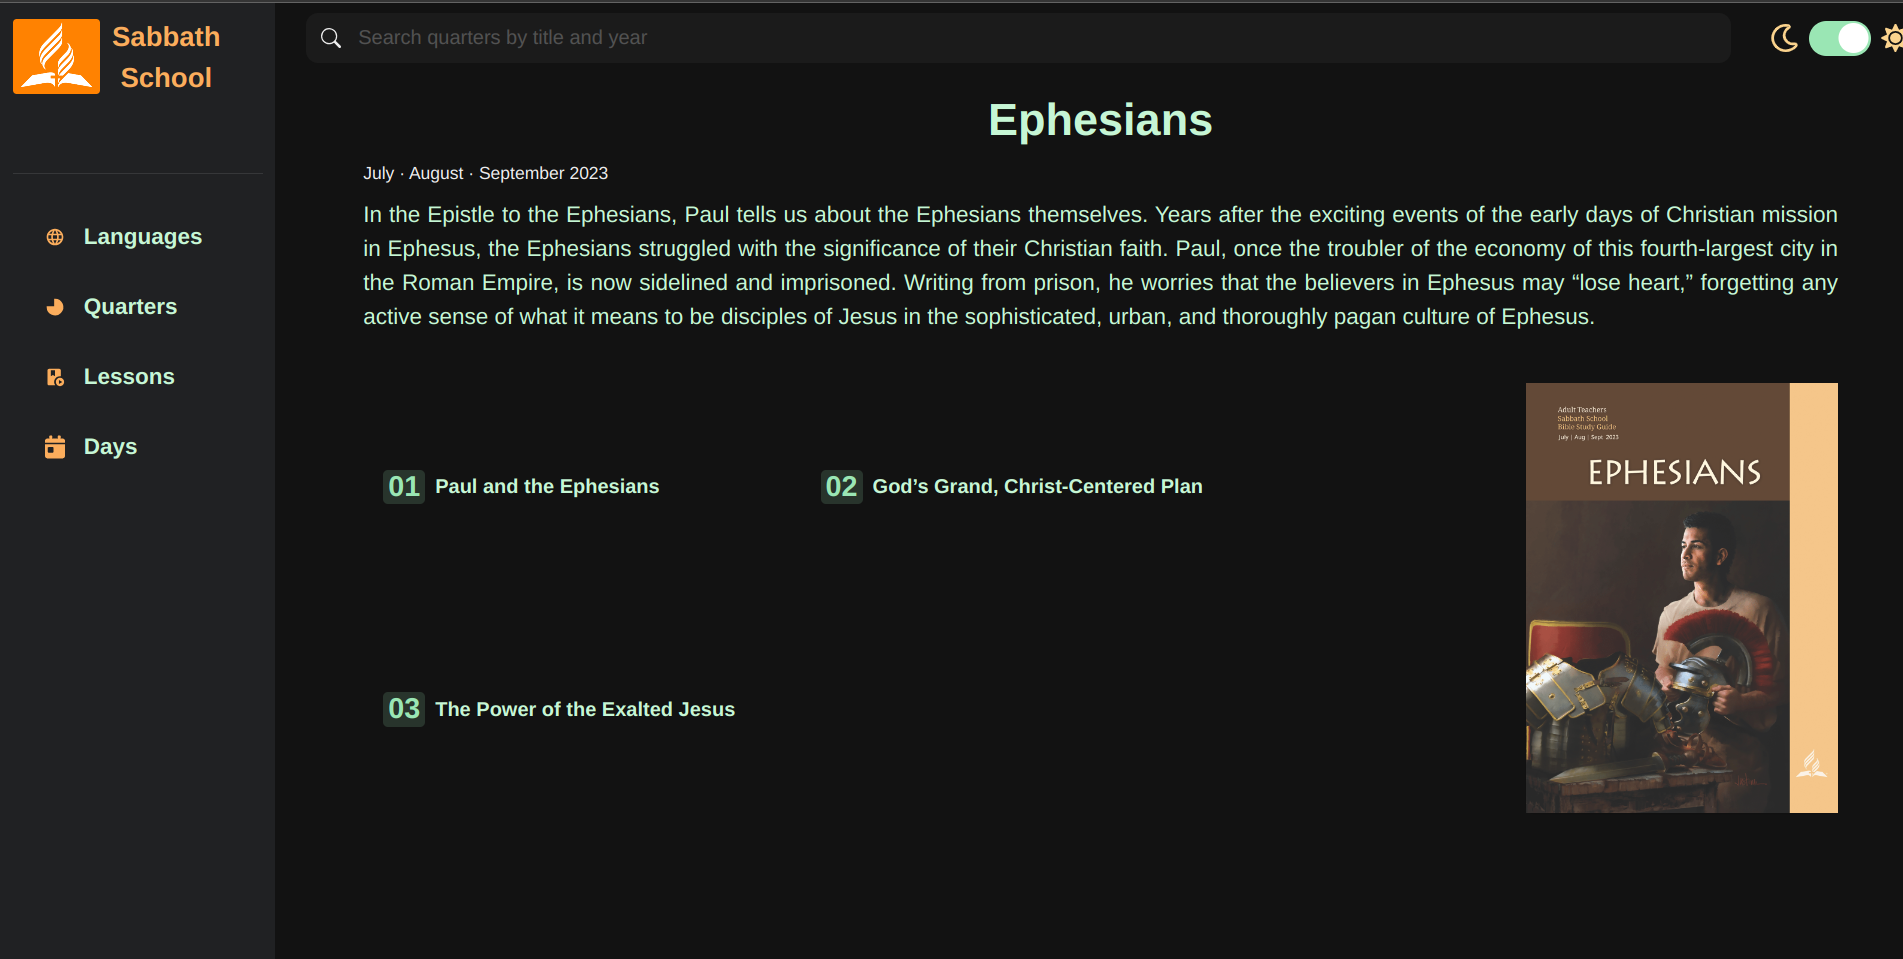 Sabbath
School
Search quarters by title and year
Languages
Quarters
Lessons
Days
Ephesians
July · August · September 2023
In the Epistle to the Ephesians, Paul tells us about the Ephesians themselves. Years after the exciting events of the early days of Christian mission
in Ephesus, the Ephesians struggled with the significance of their Christian faith. Paul, once the troubler of the economy of this fourth-largest city in
the Roman Empire, is now sidelined and imprisoned. Writing from prison, he worries that the believers in Ephesus may “lose heart,” forgetting any
active sense of what it means to be disciples of Jesus in the sophisticated, urban, and thoroughly pagan culture of Ephesus.
01 Paul and the Ephesians
02 God’s Grand, Christ-Centered Plan
03 The Power of the Exalted Jesus
Adult Teachers
Sabbath School
Bible Study Guide
July | Aug | Sept 2023
EPHESIANS